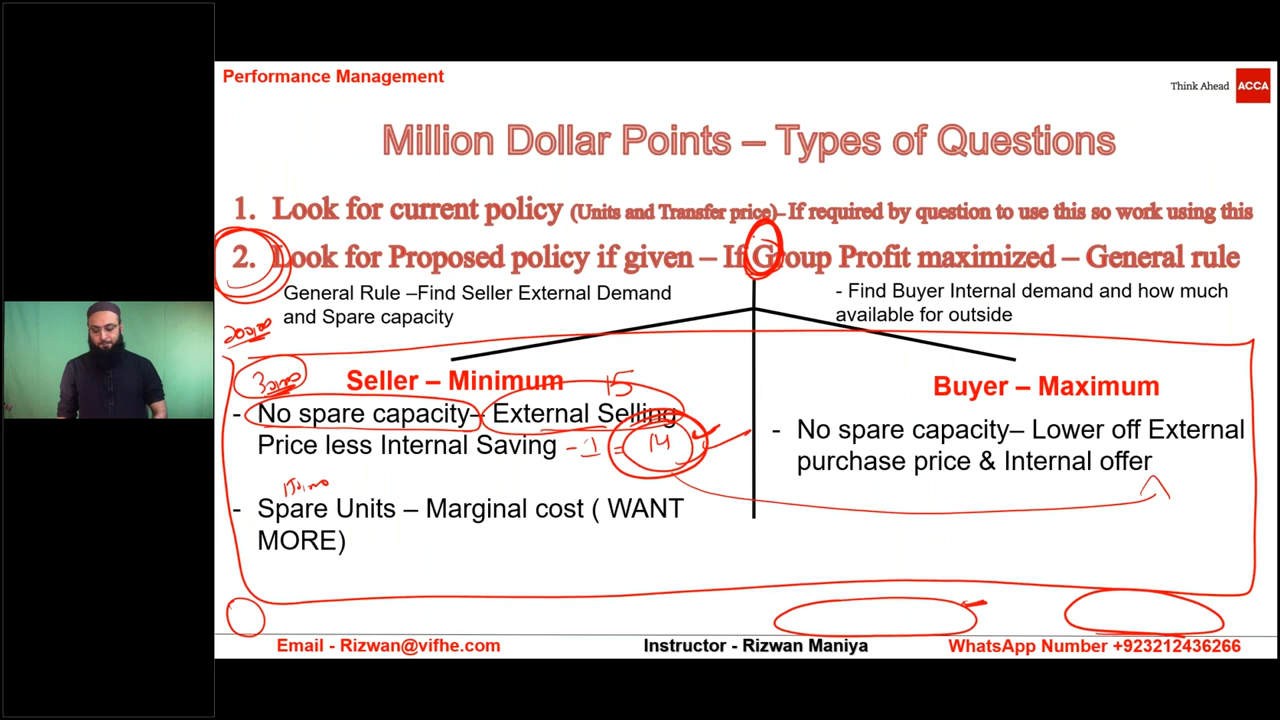 Performance Management
Think Ahead ACCA
Million Dollar Points – Types of Questions
1. Look for current policy (Units and Transfer price)– If required by question to use this so work using this
2. Look for Proposed policy if given – If Group Profit maximized – General rule
General Rule –Find Seller External Demand
and Spare capacity
- Find Buyer Internal demand and how much
available for outside
Seller – Minimum
15
- No spare capacity– External Selling
Price less Internal Saving - 1 = 14
- Spare Units – Marginal cost ( WANT
MORE)
Buyer – Maximum
- No spare capacity– Lower off External
purchase price & Internal offer
Email - Rizwan@vifhe.com
Instructor - Rizwan Maniya
WhatsApp Number +923212436266